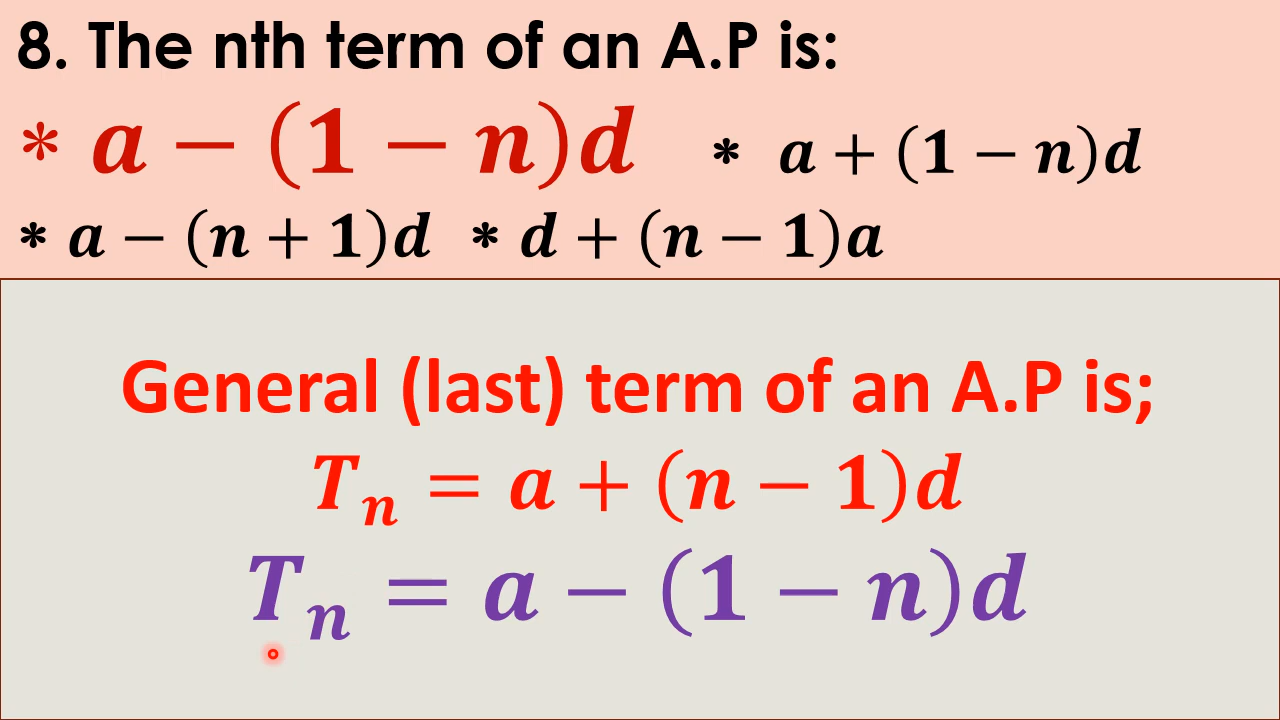 8. The nth term of an A.P is:
* a − (1 − n)d * a + (1 − n)d
* a − (n + 1)d * d + (n − 1)a
General (last) term of an A.P is;
Tₙ = a + (n − 1)d
Tₙ = a − (1 − n)d